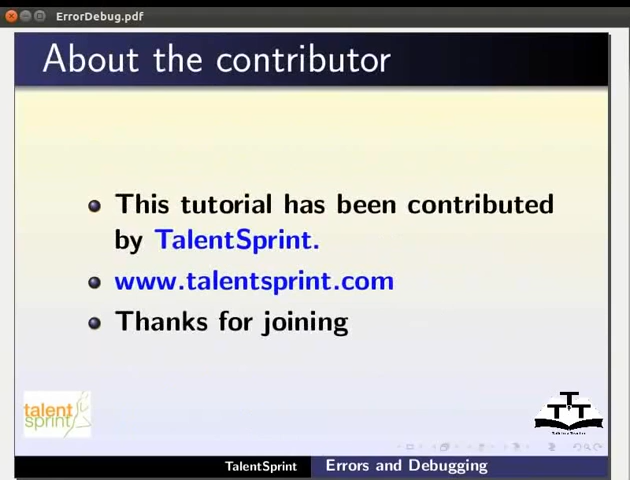 ErrorDebug.pdf
About the contributor
This tutorial has been contributed
by TalentSprint.
www.talentsprint.com
Thanks for joining
talent
sprint
TTT
TalentSprint
Errors and Debugging